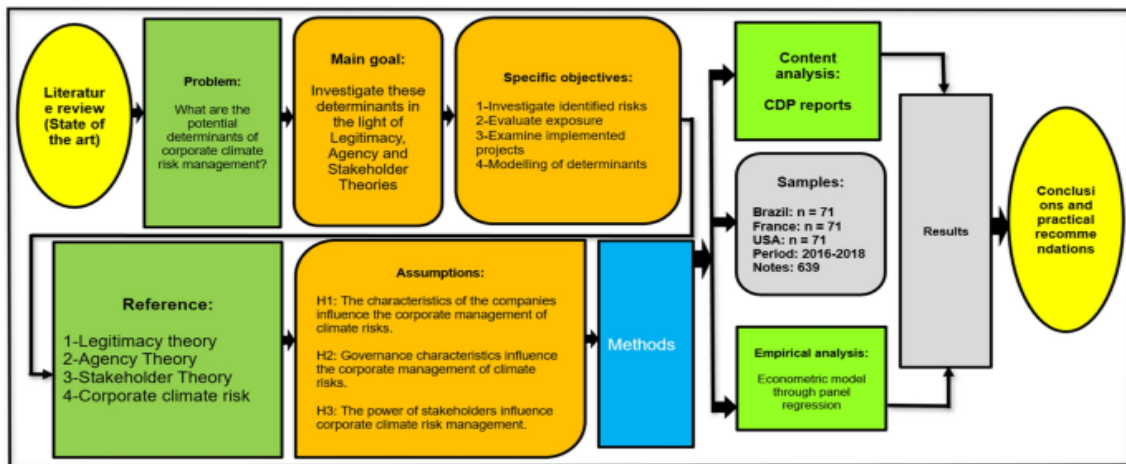 Literatur
e review
(State of
the art)
Problem:
What are the
potential
determinants of
corporate climate
risk management?
Main goal:
Investigate these
determinants in
the light of
Legitimacy,
Agency and
Stakeholder
Theories
Specific objectives:
1-Investigate identified risks
2-Evaluate exposure
3-Examine implemented
projects
4-Modelling of determinants
Reference:
1-Legitimacy theory
2-Agency Theory
3-Stakeholder Theory
4-Corporate climate risk
Assumptions:
H1: The characteristics of the companies
influence the corporate management of
climate risks.
H2: Governance characteristics influence
the corporate management of climate
risks.
H3: The power of stakeholders influence
corporate climate risk management.
Methods
Content
analysis:
CDP reports
Samples:
Brazil: n = 71
France: n = 71
USA: n = 71
Period: 2016-2018
Notes: 639
Empirical analysis:
Econometric model
through panel
regression
Results
Conclusi
ons and
practical
recomme
ndations